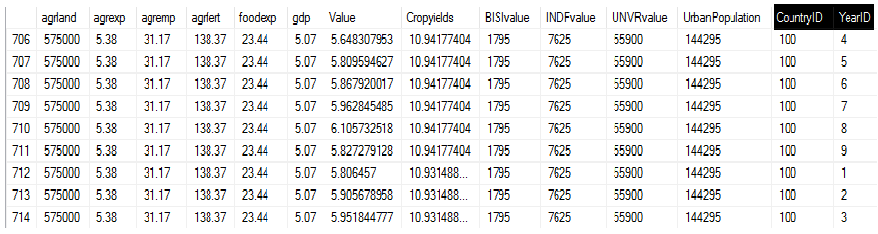 agrland agrexp agremp agrfert foodexp gdp Value Cropyields BISIvalue INDFvalue UNVRvalue UrbanPopulation CountryID YearID
706 575000 5.38 31.17 138.37 23.44 5.07 5.648307953 10.94177404 1795 7625 55900 144295 100 4
707 575000 5.38 31.17 138.37 23.44 5.07 5.809594627 10.94177404 1795 7625 55900 144295 100 5
708 575000 5.38 31.17 138.37 23.44 5.07 5.867920017 10.94177404 1795 7625 55900 144295 100 6
709 575000 5.38 31.17 138.37 23.44 5.07 5.962845485 10.94177404 1795 7625 55900 144295 100 7
710 575000 5.38 31.17 138.37 23.44 5.07 6.105732518 10.94177404 1795 7625 55900 144295 100 8
711 575000 5.38 31.17 138.37 23.44 5.07 5.827279128 10.94177404 1795 7625 55900 144295 100 9
712 575000 5.38 31.17 138.37 23.44 5.07 5.806457 10.931488... 1795 7625 55900 144295 100 1
713 575000 5.38 31.17 138.37 23.44 5.07 5.905678958 10.931488... 1795 7625 55900 144295 100 2
714 575000 5.38 31.17 138.37 23.44 5.07 5.951844777 10.931488... 1795 7625 55900 144295 100 3